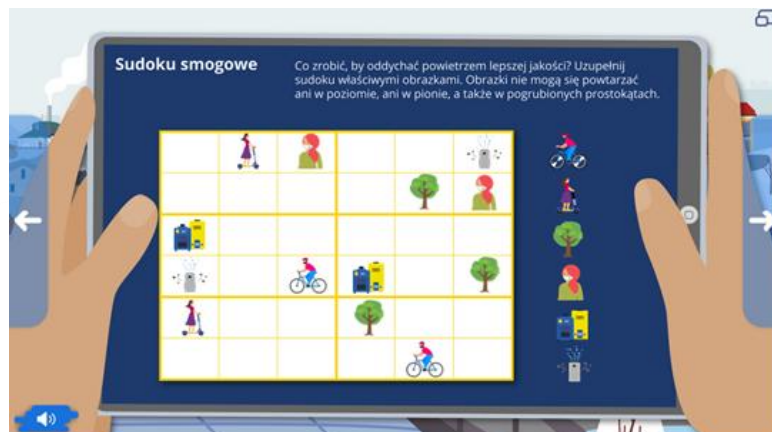 Sudoku smogowe
Co zrobić, by oddychać powietrzem lepszej jakości? Uzupełnij
sudoku właściwymi obrazkami. Obrazki nie mogą się powtarzać
ani w poziomie, ani w pionie, a także w pogrubionych prostokątach.